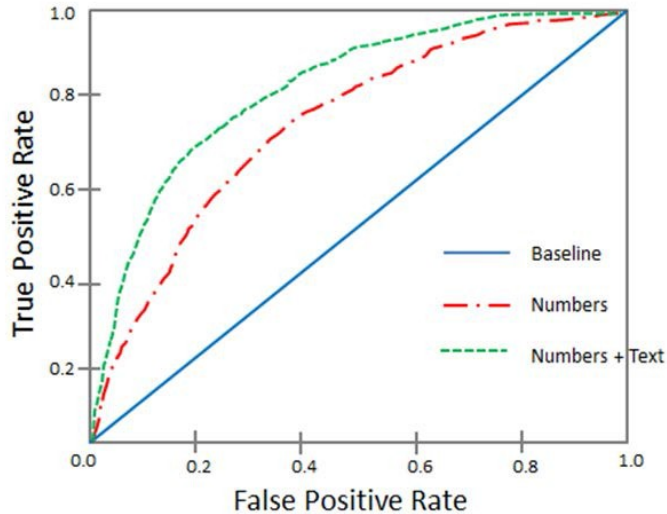 1.0
0.8
0.6
0.4
0.2
True Positive Rate
Baseline
Numbers
Numbers + Text
0.0 0.2 0.4 0.6 0.8 1.0
False Positive Rate